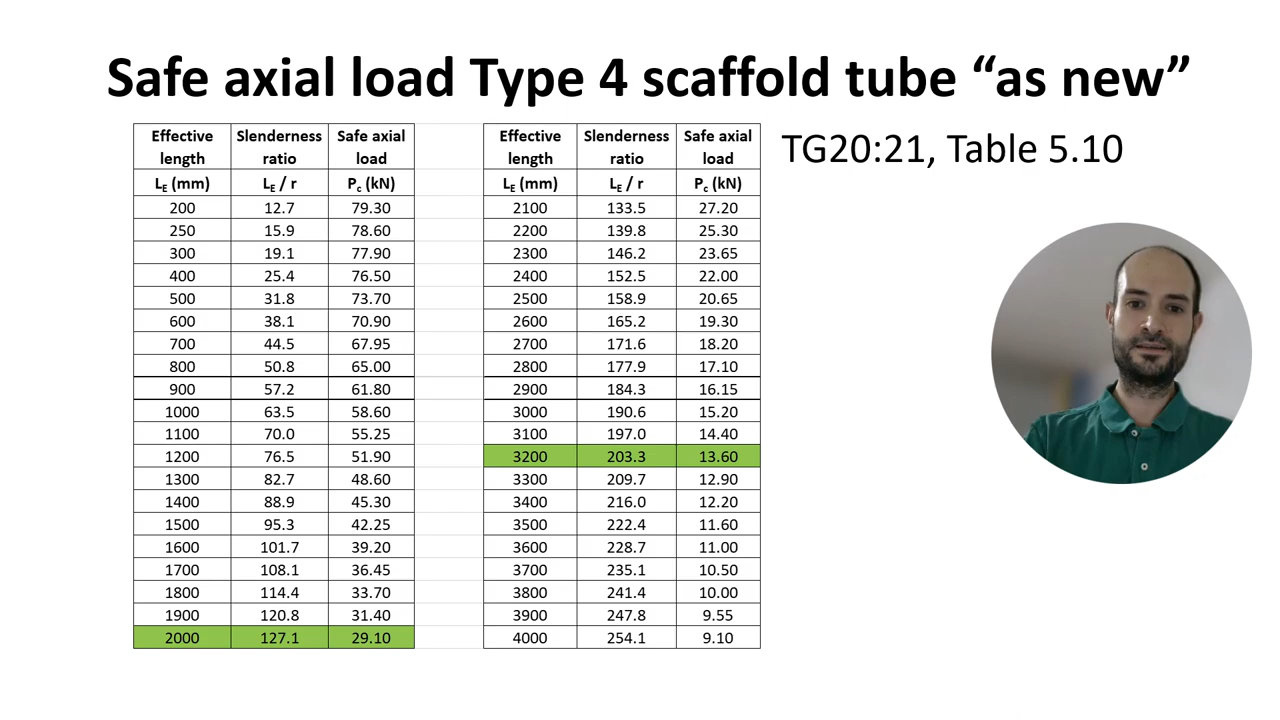 Safe axial load Type 4 scaffold tube “as new”
TG20:21, Table 5.10
Effective length Slenderness ratio Safe axial load
LE (mm) LE / r Pc (kN)
200 12.7 79.30
250 15.9 78.60
300 19.1 77.90
400 25.4 76.50
500 31.8 73.70
600 38.1 70.90
700 44.5 67.95
800 50.8 65.00
900 57.2 61.80
1000 63.5 58.60
1100 70.0 55.25
1200 76.5 51.90
1300 82.7 48.60
1400 88.9 45.30
1500 95.3 42.25
1600 101.7 39.20
1700 108.1 36.45
1800 114.4 33.70
1900 120.8 31.40
2000 127.1 29.10
Effective length Slenderness ratio Safe axial load
LE (mm) LE / r Pc (kN)
2100 133.5 27.20
2200 139.8 25.30
2300 146.2 23.65
2400 152.5 22.00
2500 158.9 20.65
2600 165.2 19.30
2700 171.6 18.20
2800 177.9 17.10
2900 184.3 16.15
3000 190.6 15.20
3100 197.0 14.40
3200 203.3 13.60
3300 209.7 12.90
3400 216.0 12.20
3500 222.4 11.60
3600 228.7 11.00
3700 235.1 10.50
3800 241.4 10.00
3900 247.8 9.55
4000 254.1 9.10